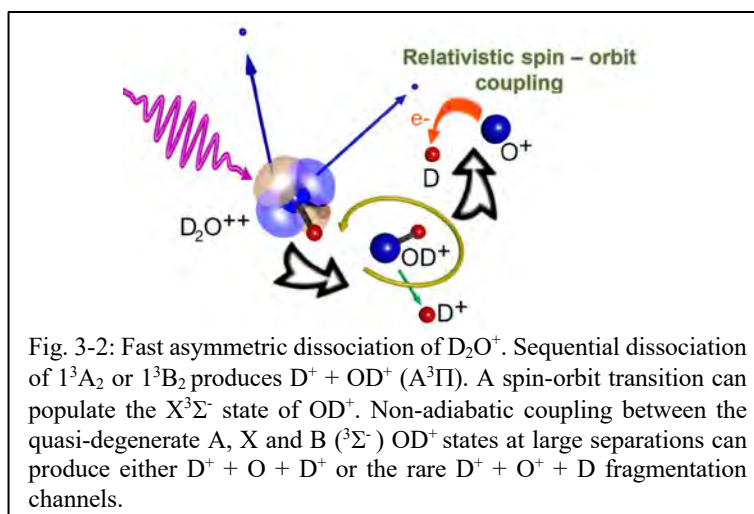 Relativistic spin – orbit
coupling
e-
O⁺
D
D₂O⁺⁺
OD⁺
D⁺
Fig. 3-2: Fast asymmetric dissociation of D₂O⁺. Sequential dissociation
of 1³A₂ or 1³B₂ produces D⁺ + OD⁺ (A³Π). A spin-orbit transition can
populate the X³Σ⁻ state of OD⁺. Non-adiabatic coupling between the
quasi-degenerate A, X and B (³Σ⁻ ) OD⁺ states at large separations can
produce either D⁺ + O + D⁺ or the rare D⁺ + O⁺ + D fragmentation
channels.